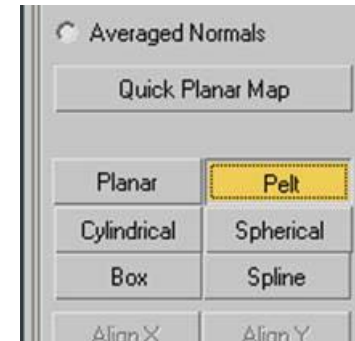 Averaged Normals
Quick Planar Map
Planar Pelt
Cylindrical Spherical
Box Spline
Align X Align Y